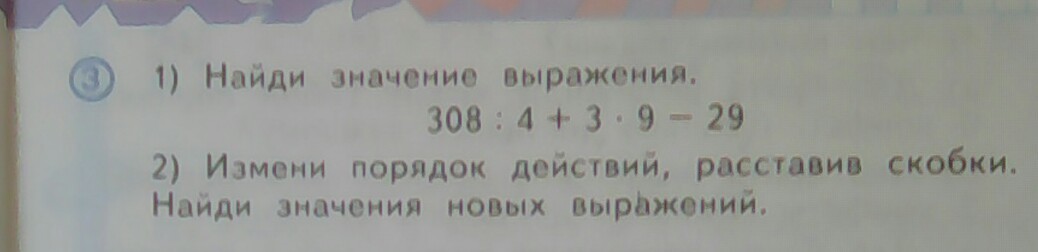 3 1) Найди значение выражения.
308 : 4 + 3 · 9 − 29
2) Измени порядок действий, расставив скобки.
Найди значения новых выражений.